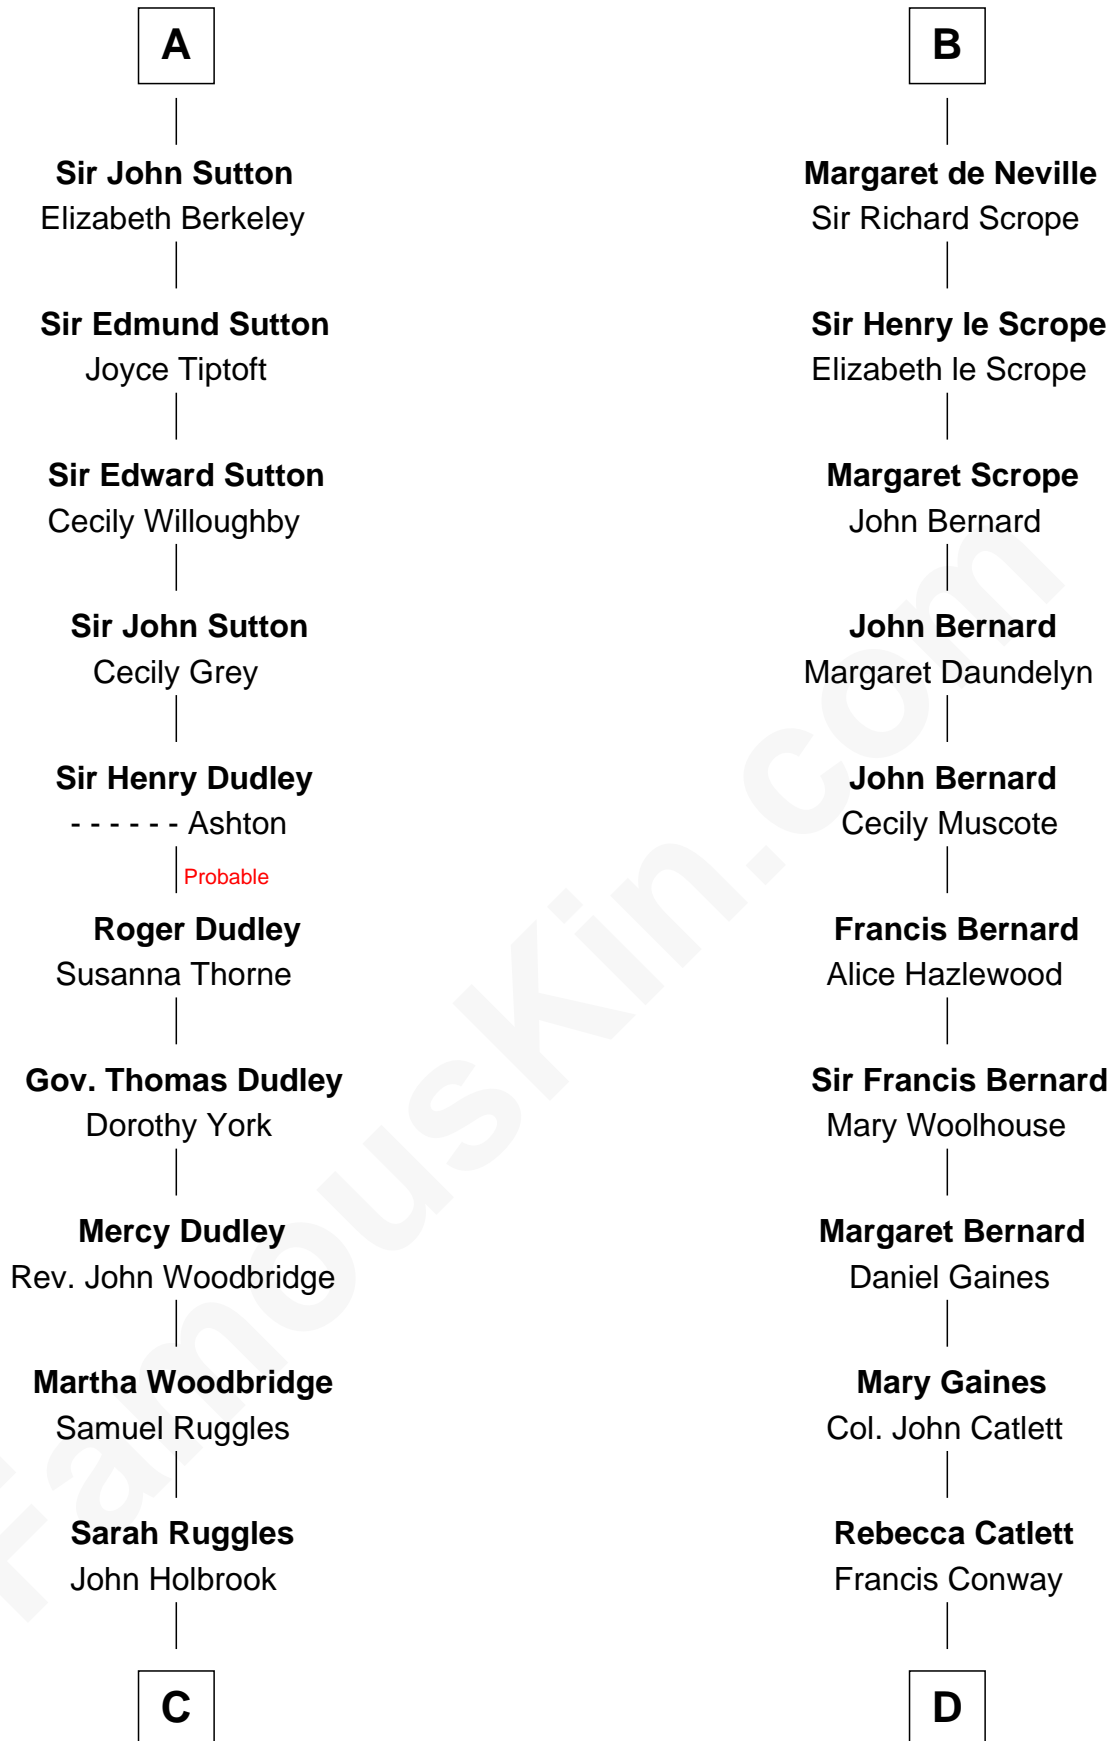 A
Sir John Sutton
Elizabeth Berkeley
Sir Edmund Sutton
Joyce Tiptoft
Sir Edward Sutton
Cecily Willoughby
Sir John Sutton
Cecily Grey
Sir Henry Dudley
- - - - - - Ashton
Probable
Roger Dudley
Susanna Thorne
Gov. Thomas Dudley
Dorothy York
Mercy Dudley
Rev. John Woodbridge
Martha Woodbridge
Samuel Ruggles
Sarah Ruggles
John Holbrook
C
B
Margaret de Neville
Sir Richard Scrope
Sir Henry le Scrope
Elizabeth le Scrope
Margaret Scrope
John Bernard
John Bernard
Margaret Daundelyn
John Bernard
Cecily Muscote
Francis Bernard
Alice Hazlewood
Sir Francis Bernard
Mary Woolhouse
Margaret Bernard
Daniel Gaines
Mary Gaines
Col. John Catlett
Rebecca Catlett
Francis Conway
D
FamousKin.com